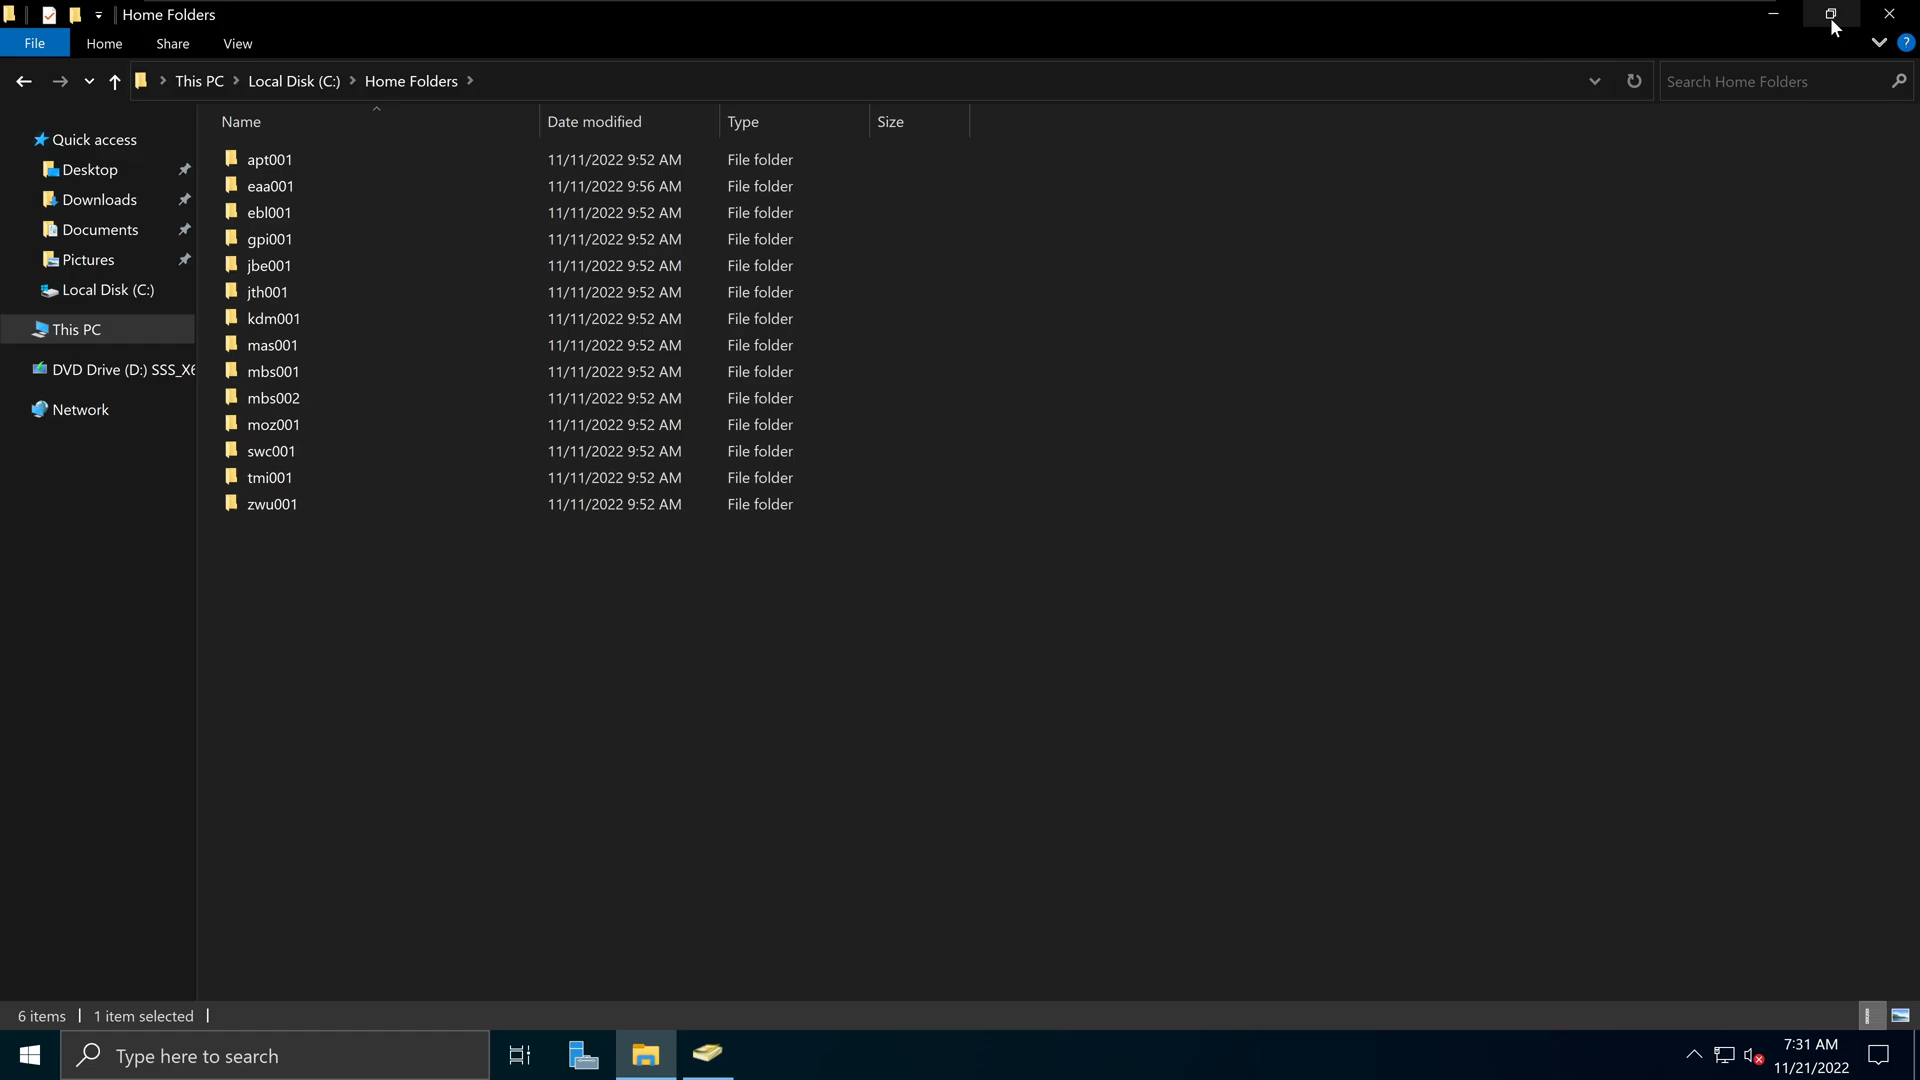 Home Folders
File Home Share View ?
This PC Local Disk (C:) Home Folders Search Home Folders
Name Date modified Type Size
Quick access
Desktop
Downloads
Documents
Pictures
Local Disk (C:)
This PC
DVD Drive (D:) SSS_X6
Network
apt001 11/11/2022 9:52 AM File folder
eaa001 11/11/2022 9:56 AM File folder
ebl001 11/11/2022 9:52 AM File folder
gpi001 11/11/2022 9:52 AM File folder
jbe001 11/11/2022 9:52 AM File folder
jth001 11/11/2022 9:52 AM File folder
kdm001 11/11/2022 9:52 AM File folder
mas001 11/11/2022 9:52 AM File folder
mbs001 11/11/2022 9:52 AM File folder
mbs002 11/11/2022 9:52 AM File folder
moz001 11/11/2022 9:52 AM File folder
swc001 11/11/2022 9:52 AM File folder
tmi001 11/11/2022 9:52 AM File folder
zwu001 11/11/2022 9:52 AM File folder
6 items 1 item selected
Type here to search
7:31 AM
11/21/2022